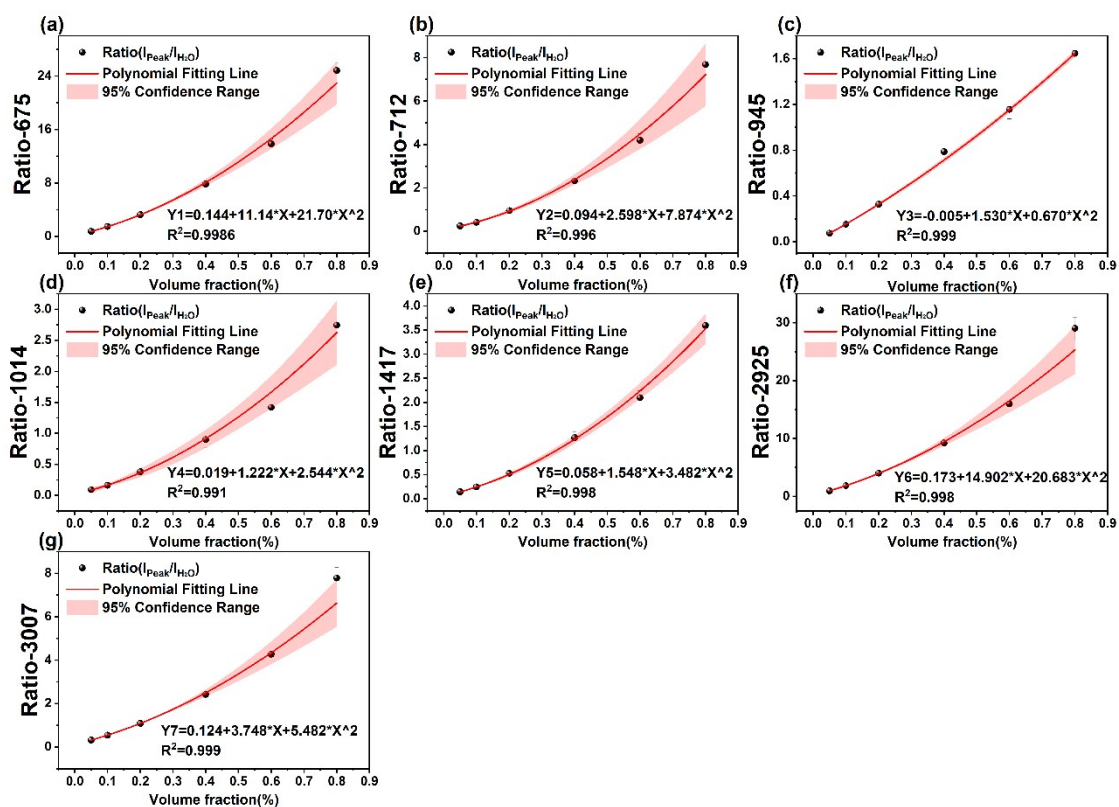 (a)
Ratio(I_Peak/I_H₂O)
Polynomial Fitting Line
95% Confidence Range
24
16
8
0
Ratio-675
Y1=0.144+11.14*X+21.70*X^2
R²=0.9986
0.0 0.1 0.2 0.3 0.4 0.5 0.6 0.7 0.8 0.9
Volume fraction(%)
(b)
Ratio(I_Peak/I_H₂O)
Polynomial Fitting Line
95% Confidence Range
8
6
4
2
0
Ratio-712
Y2=0.094+2.598*X+7.874*X^2
R²=0.996
0.0 0.1 0.2 0.3 0.4 0.5 0.6 0.7 0.8 0.9
Volume fraction(%)
(c)
Ratio(I_Peak/I_H₂O)
Polynomial Fitting Line
95% Confidence Range
1.6
1.2
0.8
0.4
0.0
Ratio-945
Y3=-0.005+1.530*X+0.670*X^2
R²=0.999
0.0 0.1 0.2 0.3 0.4 0.5 0.6 0.7 0.8 0.9
Volume fraction(%)
(d)
Ratio(I_Peak/I_H₂O)
Polynomial Fitting Line
95% Confidence Range
3.0
2.5
2.0
1.5
1.0
0.5
0.0
Ratio-1014
Y4=0.019+1.222*X+2.544*X^2
R²=0.991
0.0 0.1 0.2 0.3 0.4 0.5 0.6 0.7 0.8 0.9
Volume fraction(%)
(e)
Ratio(I_Peak/I_H₂O)
Polynomial Fitting Line
95% Confidence Range
4.0
3.5
3.0
2.5
2.0
1.5
1.0
0.5
0.0
Ratio-1417
Y5=0.058+1.548*X+3.482*X^2
R²=0.998
0.0 0.1 0.2 0.3 0.4 0.5 0.6 0.7 0.8 0.9
Volume fraction(%)
(f)
Ratio(I_Peak/I_H₂O)
Polynomial Fitting Line
95% Confidence Range
30
20
10
0
Ratio-2925
Y6=0.173+14.902*X+20.683*X^2
R²=0.998
0.0 0.1 0.2 0.3 0.4 0.5 0.6 0.7 0.8 0.9
Volume fraction(%)
(g)
Ratio(I_Peak/I_H₂O)
Polynomial Fitting Line
95% Confidence Range
8
6
4
2
0
Ratio-3007
Y7=0.124+3.748*X+5.482*X^2
R²=0.999
0.0 0.1 0.2 0.3 0.4 0.5 0.6 0.7 0.8 0.9
Volume fraction(%)